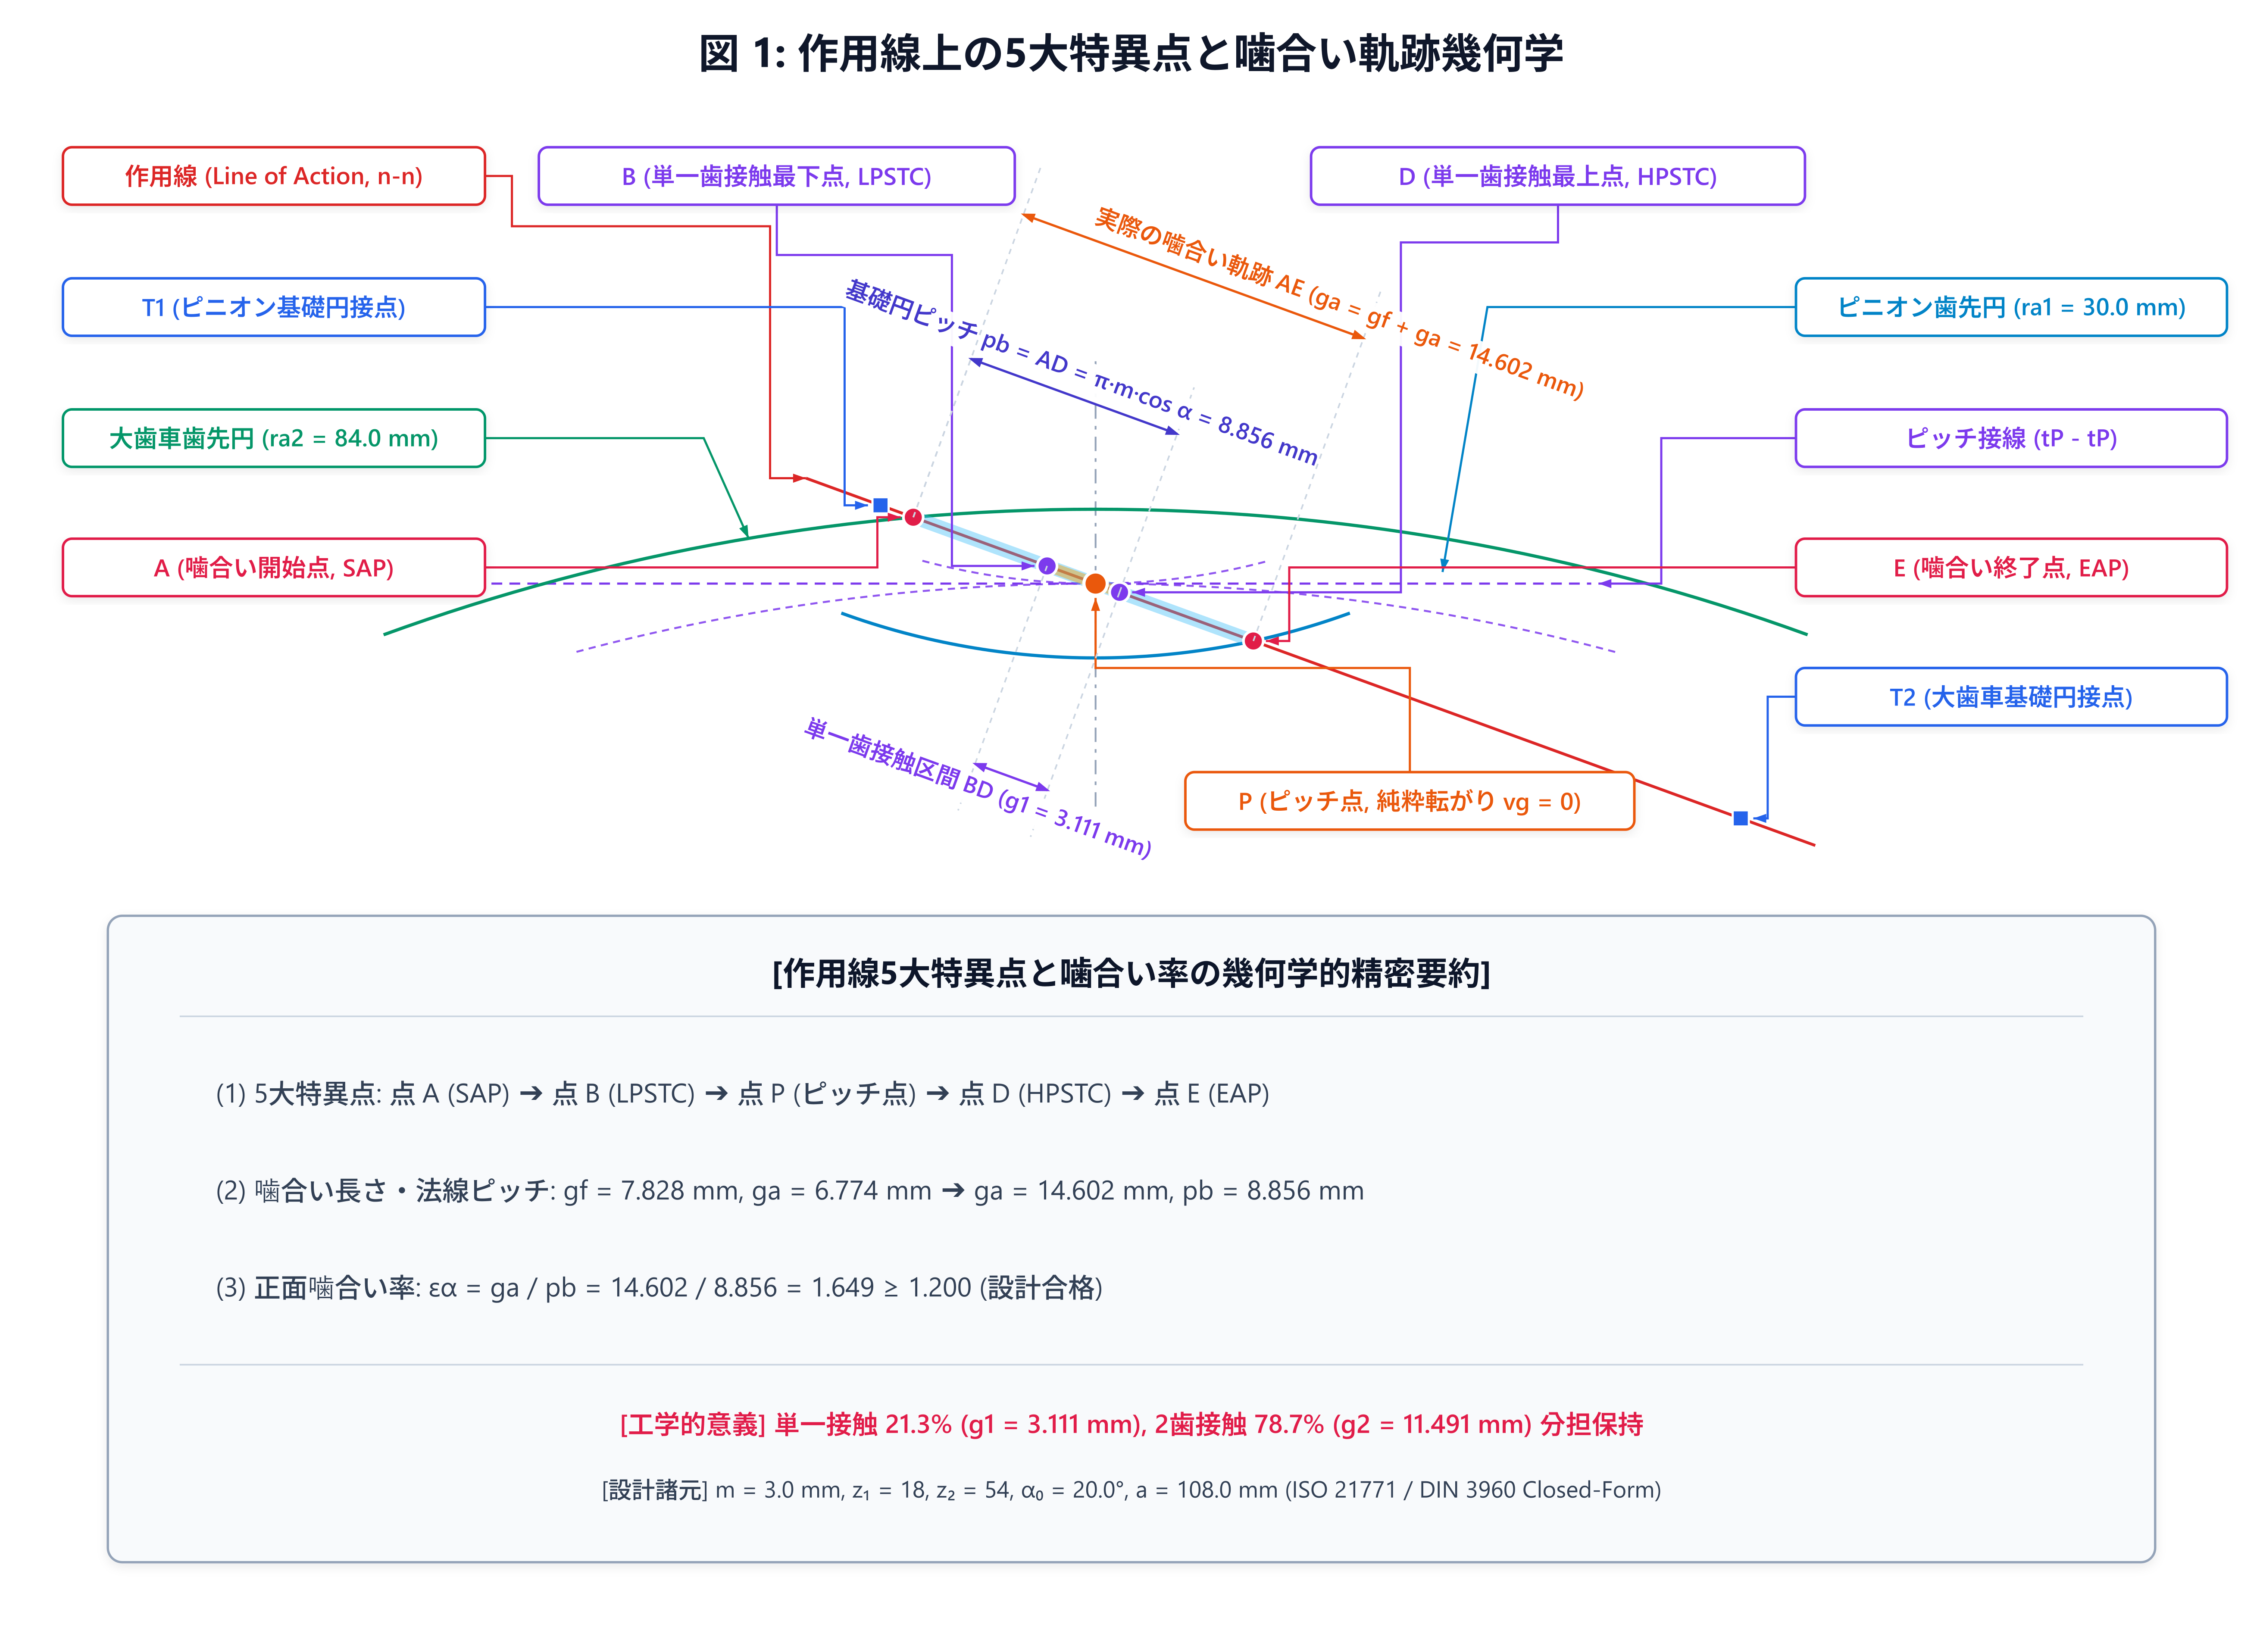 図 1: 作用線上の5大特異点と噛合い軌跡幾何学
作用線 (Line of Action, n-n)
B (単一歯接触最下点, LPSTC)
D (単一歯接触最上点, HPSTC)
実際の噛合い軌跡 AE (ga = gf + ga = 14.602 mm)
T1 (ピニオン基礎円接点)
基礎円ピッチ pb = AD = π·m·cos α = 8.856 mm
ピニオン歯先円 (ra1 = 30.0 mm)
大歯車歯先円 (ra2 = 84.0 mm)
ピッチ接線 (tP - tP)
A (噛合い開始点, SAP)
E (噛合い終了点, EAP)
T2 (大歯車基礎円接点)
単一歯接触区間 BD (g1 = 3.111 mm)
P (ピッチ点, 純粋転がり vg = 0)
[作用線5大特異点と噛合い率の幾何学的精密要約]
(1) 5大特異点: 点 A (SAP) ➔ 点 B (LPSTC) ➔ 点 P (ピッチ点) ➔ 点 D (HPSTC) ➔ 点 E (EAP)
(2) 噛合い長さ・法線ピッチ: gf = 7.828 mm, ga = 6.774 mm ➔ ga = 14.602 mm, pb = 8.856 mm
(3) 正面噛合い率: εα = ga / pb = 14.602 / 8.856 = 1.649 ≥ 1.200 (設計合格)
[工学的意義] 単一接触 21.3% (g1 = 3.111 mm), 2歯接触 78.7% (g2 = 11.491 mm) 分担保持
[設計諸元] m = 3.0 mm, z₁ = 18, z₂ = 54, α₀ = 20.0°, a = 108.0 mm (ISO 21771 / DIN 3960 Closed-Form)